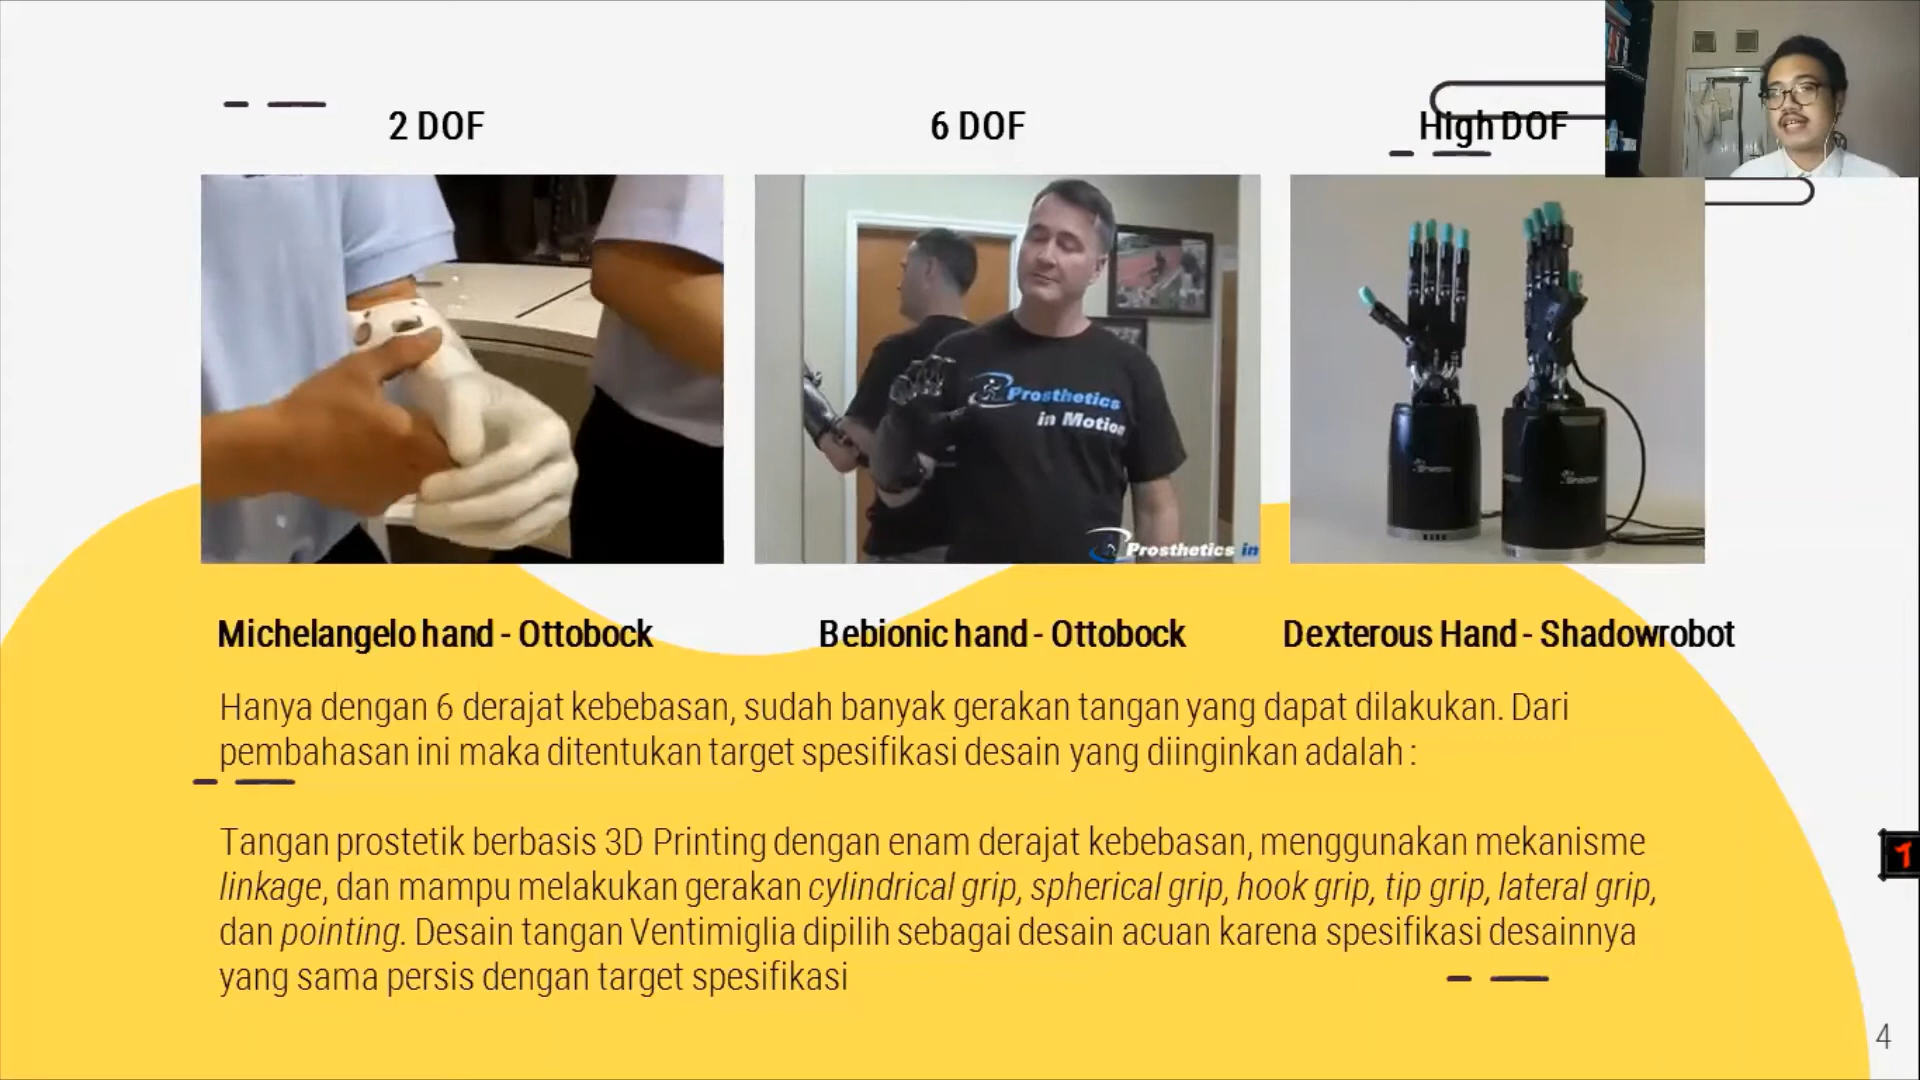 2 DOF
6 DOF
High DOF
Prosthetics
in Motion
Prosthetics in
Shadow
Michelangelo hand - Ottobock
Bebionic hand - Ottobock
Dexterous Hand - Shadowrobot
Hanya dengan 6 derajat kebebasan, sudah banyak gerakan tangan yang dapat dilakukan. Dari
pembahasan ini maka ditentukan target spesifikasi desain yang diinginkan adalah :
Tangan prostetik berbasis 3D Printing dengan enam derajat kebebasan, menggunakan mekanisme
linkage, dan mampu melakukan gerakan cylindrical grip, spherical grip, hook grip, tip grip, lateral grip,
dan pointing. Desain tangan Ventimiglia dipilih sebagai desain acuan karena spesifikasi desainnya
yang sama persis dengan target spesifikasi
4